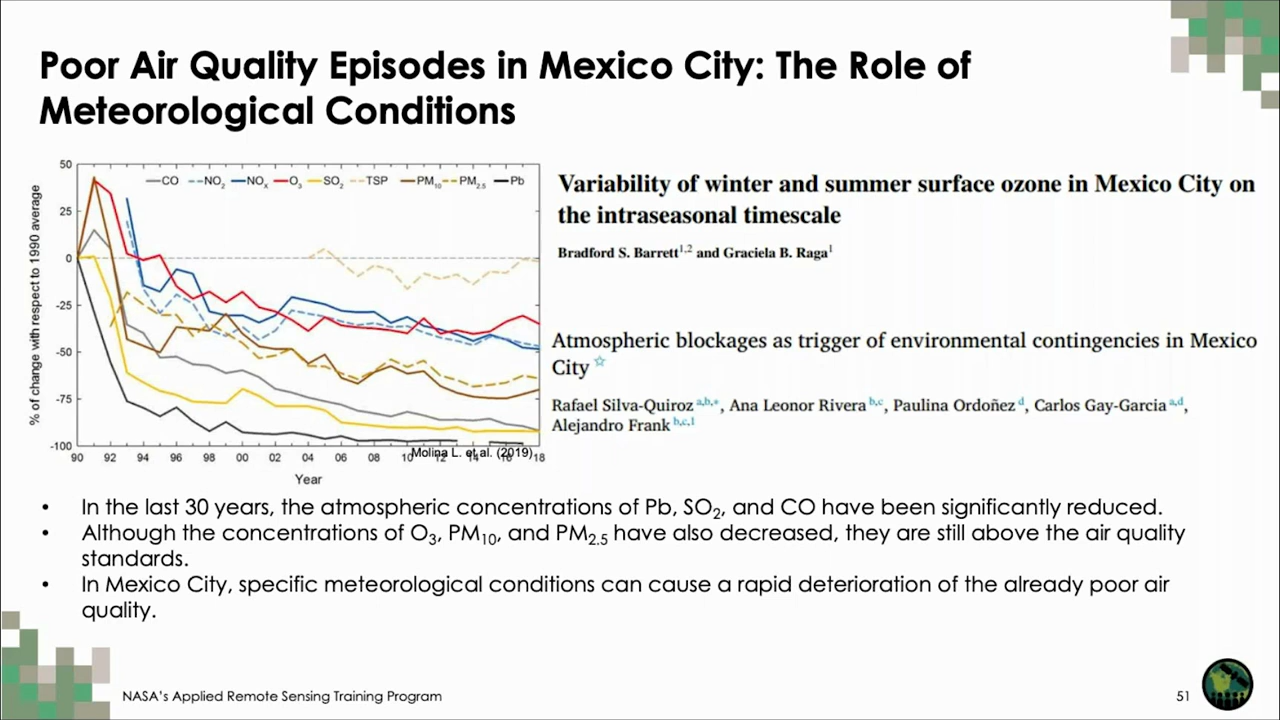 Poor Air Quality Episodes in Mexico City: The Role of
Meteorological Conditions
50
25
0
-25
-50
-75
-100
% of change with respect to 1990 average
CO NO₂ NOₓ O₃ SO₂ TSP PM₁₀ PM₂.₅ Pb
90 92 94 96 98 00 02 04 06 08 10 12 14 16 18
Molina L. et al. (2019)
Year
Variability of winter and summer surface ozone in Mexico City on
the intraseasonal timescale
Bradford S. Barrett¹,² and Graciela B. Raga¹
Atmospheric blockages as trigger of environmental contingencies in Mexico
City ☆
Rafael Silva-Quiroz a,b,*, Ana Leonor Rivera b,c, Paulina Ordoñez d, Carlos Gay-Garcia a,d,
Alejandro Frank b,c,1
• In the last 30 years, the atmospheric concentrations of Pb, SO₂, and CO have been significantly reduced.
• Although the concentrations of O₃, PM₁₀, and PM₂.₅ have also decreased, they are still above the air quality
standards.
• In Mexico City, specific meteorological conditions can cause a rapid deterioration of the already poor air
quality.
NASA's Applied Remote Sensing Training Program
51